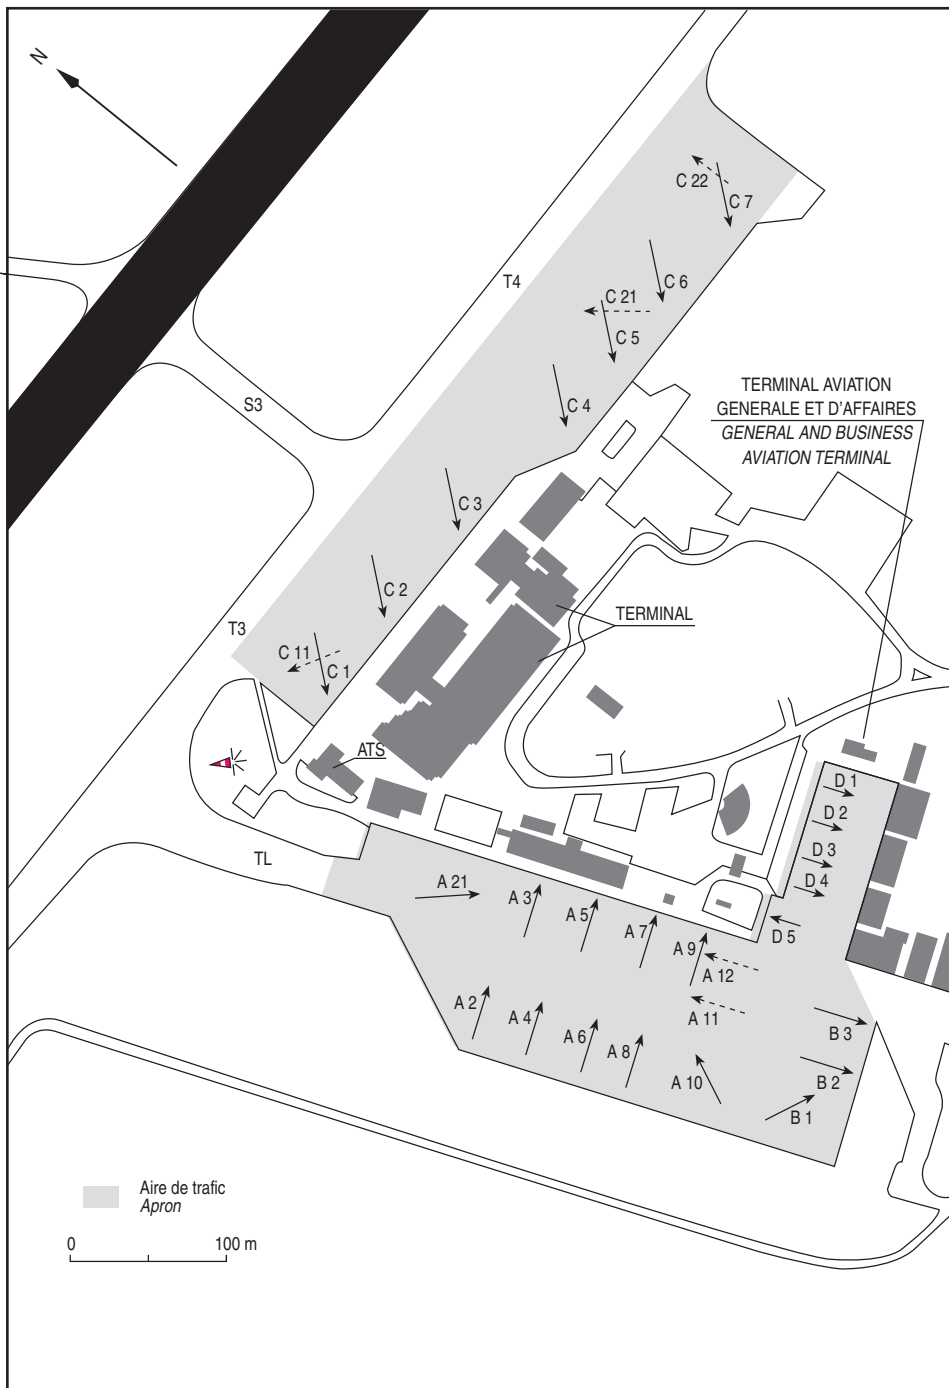 N
C 22
C 7
T4
C 6
C 21
C 5
TERMINAL AVIATION
GENERALE ET D'AFFAIRES
GENERAL AND BUSINESS
AVIATION TERMINAL
S3
C 4
C 3
C 2
TERMINAL
T3
C 11
C 1
ATS
D 1
D 2
D 3
D 4
D 5
TL
A 21
A 3
A 5
A 7
A 9
A 12
A 2
A 4
A 6
A 8
A 11
A 10
B 3
B 2
B 1
Aire de trafic
Apron
0 100 m